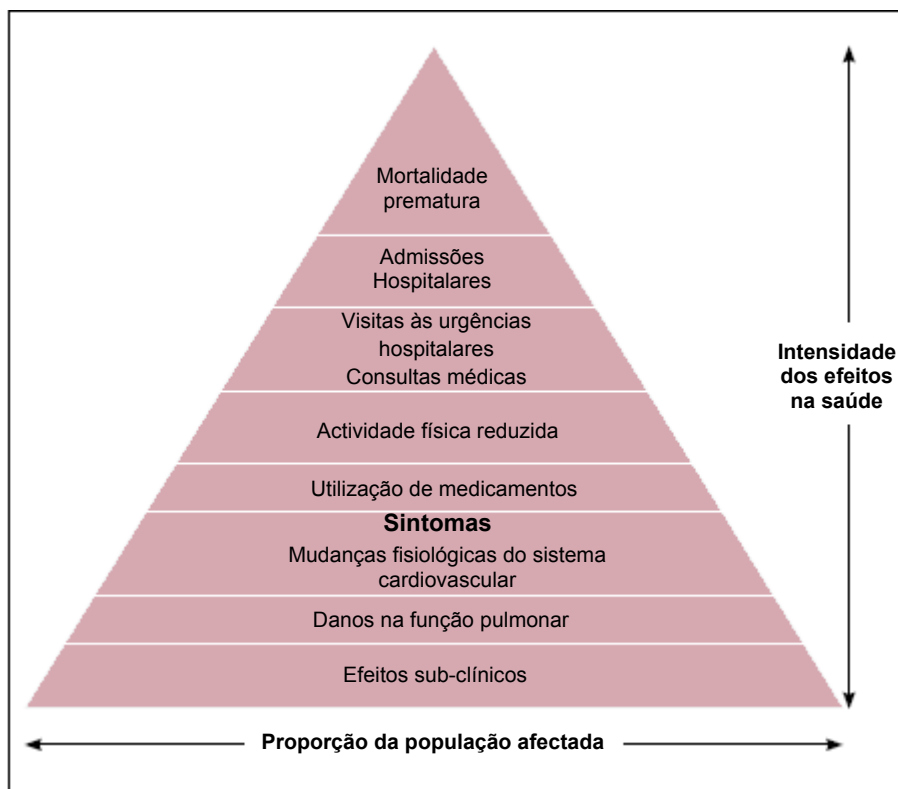 Mortalidade
prematura
Admissões
Hospitalares
Visitas às urgências
hospitalares
Consultas médicas
Actividade física reduzida
Utilização de medicamentos
Sintomas
Mudanças fisiológicas do sistema
cardiovascular
Danos na função pulmonar
Efeitos sub-clínicos
Intensidade
dos efeitos
na saúde
Proporção da população afectada